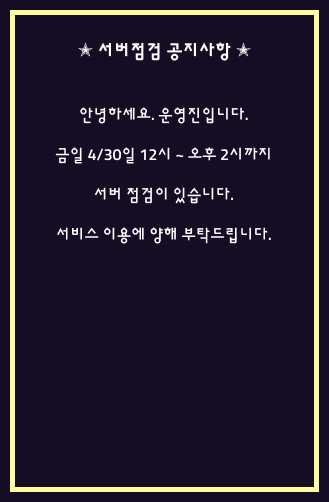 ✭ 서버점검 공지사항 ✭
안녕하세요. 운영진입니다.
금일 4/30일 12시 ~ 오후 2시까지
서버 점검이 있습니다.
서비스 이용에 양해 부탁드립니다.